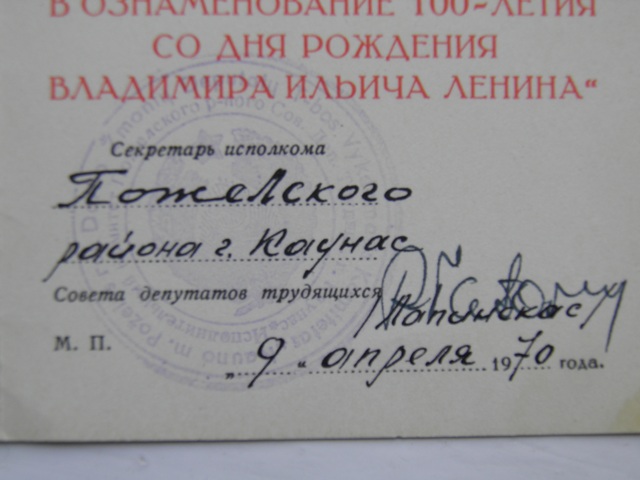 В ОЗНАМЕНОВАНИЕ 100-ЛЕТИЯ
СО ДНЯ РОЖДЕНИЯ
ВЛАДИМИРА ИЛЬИЧА ЛЕНИНА“
Секретарь исполкома
Пожелского
района г. Каунас
Совета депутатов трудящихся
М. П.
„9“ апреля 1970 года.